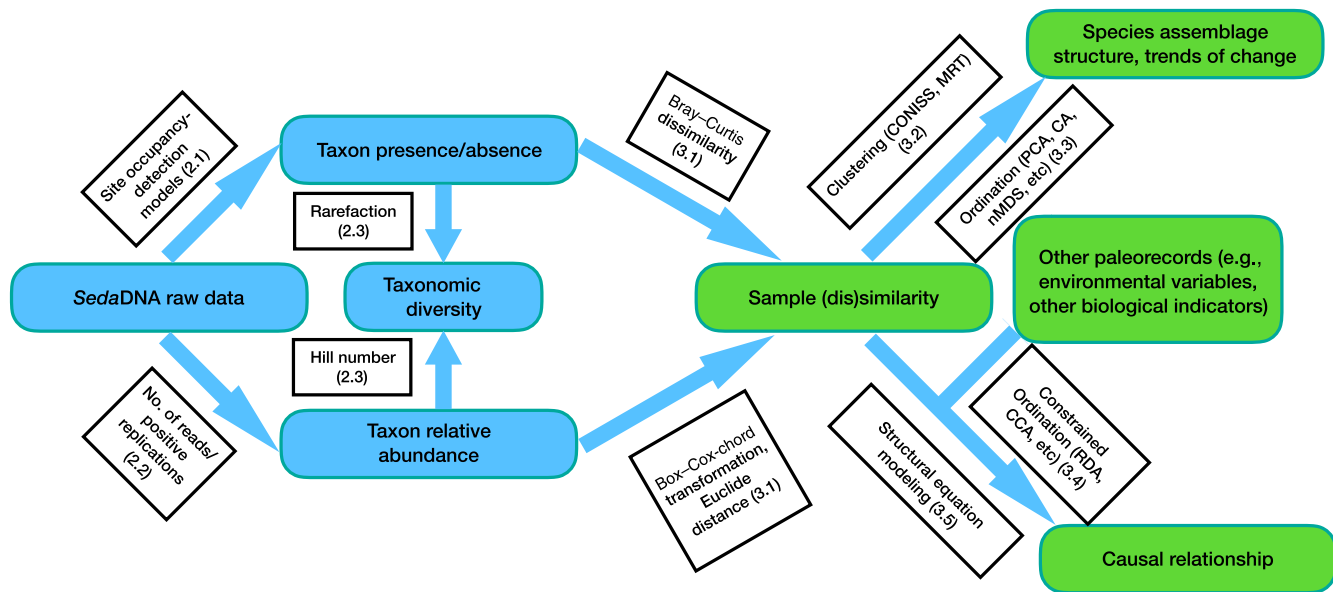 Species assemblage
structure, trends of change
Clustering (CONISS, MRT)
(3.2)
Bray–Curtis
dissimilarity
(3.1)
Ordination (PCA, CA,
nMDS, etc) (3.3)
Site occupancy-
detection
models (2.1)
Taxon presence/absence
Rarefaction
(2.3)
SedaDNA raw data
Taxonomic
diversity
Sample (dis)similarity
Other paleorecords (e.g.,
environmental variables,
other biological indicators)
Hill number
(2.3)
No. of reads/
positive
replications
(2.2)
Taxon relative
abundance
Box–Cox-chord
transformation,
Euclide
distance (3.1)
Structural equation
modeling (3.5)
Constrained
Ordination (RDA,
CCA, etc) (3.4)
Causal relationship